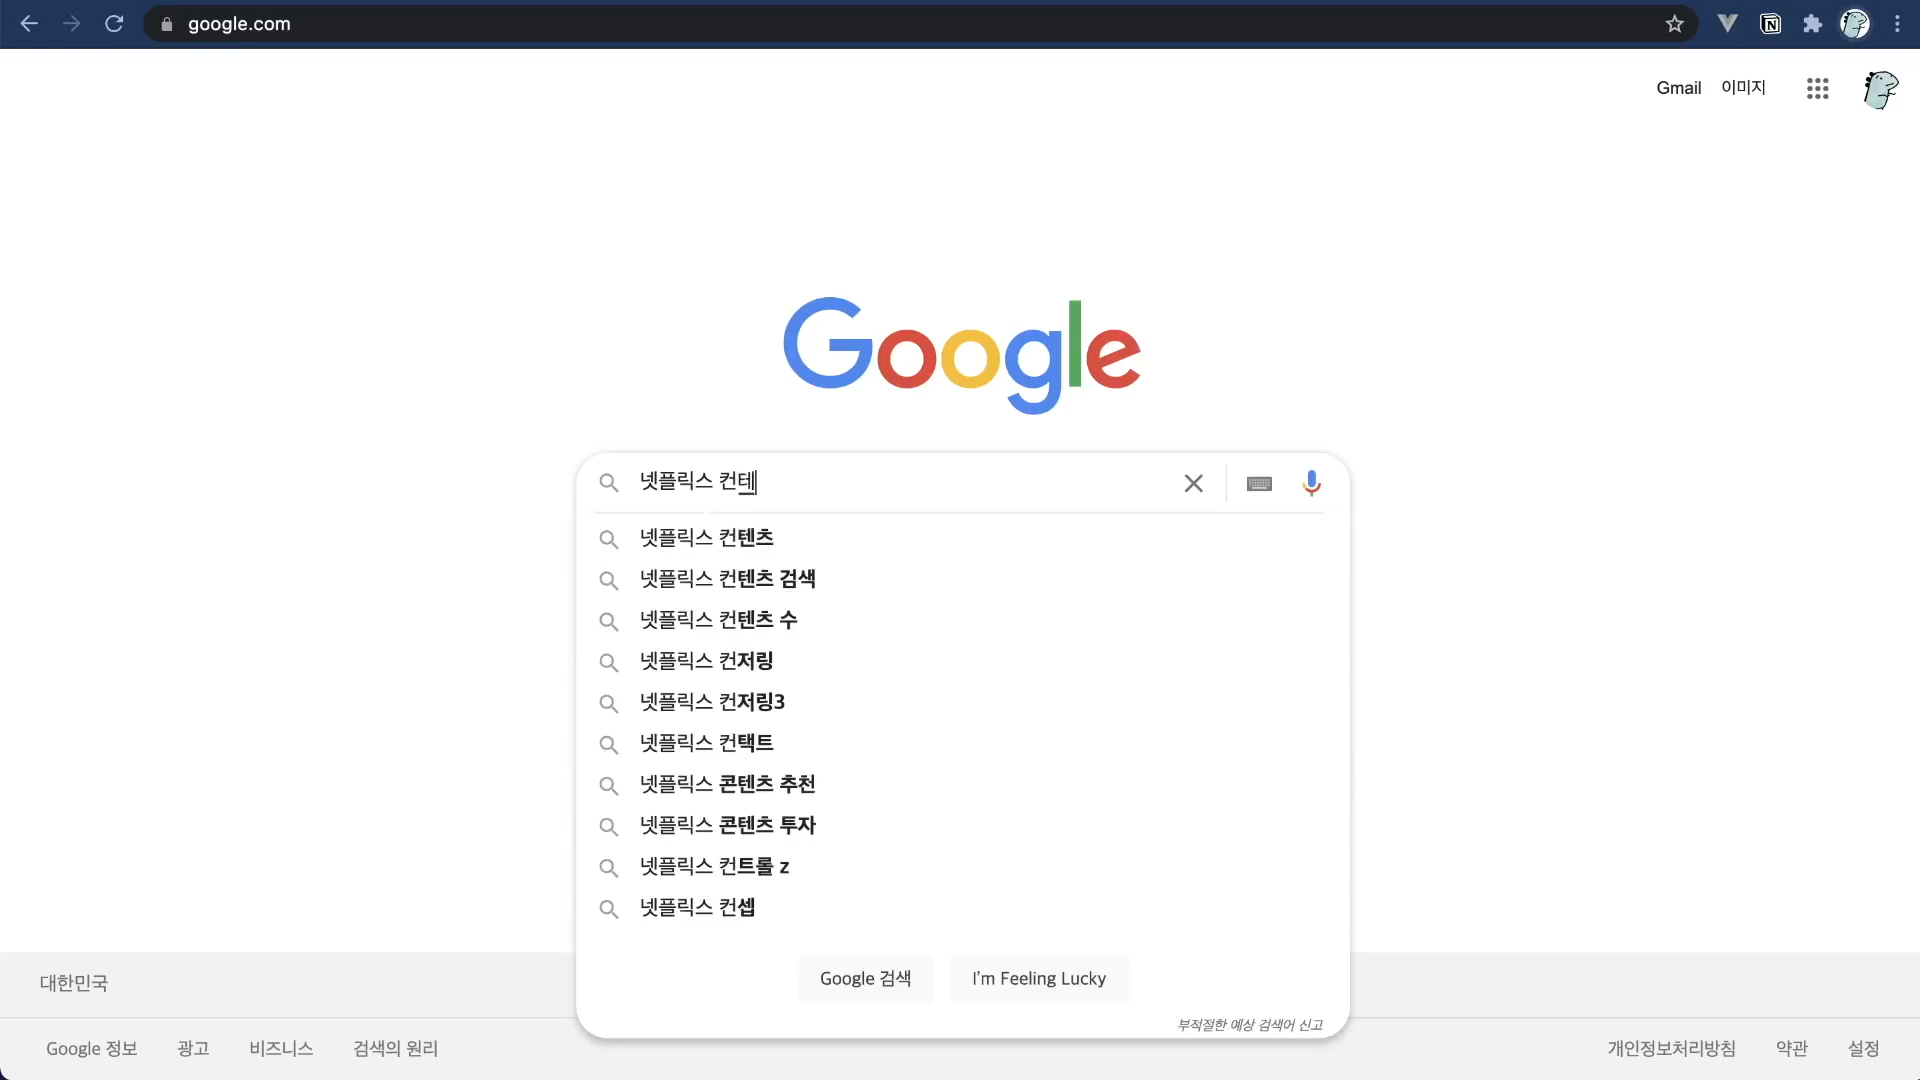 google.com
Gmail 이미지
Google
넷플릭스 컨테
넷플릭스 컨텐츠
넷플릭스 컨텐츠 검색
넷플릭스 컨텐츠 수
넷플릭스 컨저링
넷플릭스 컨저링3
넷플릭스 컨택트
넷플릭스 콘텐츠 추천
넷플릭스 콘텐츠 투자
넷플릭스 컨트롤 z
넷플릭스 컨셉
Google 검색 I'm Feeling Lucky
부적절한 예상 검색어 신고
대한민국
Google 정보 광고 비즈니스 검색의 원리 개인정보처리방침 약관 설정